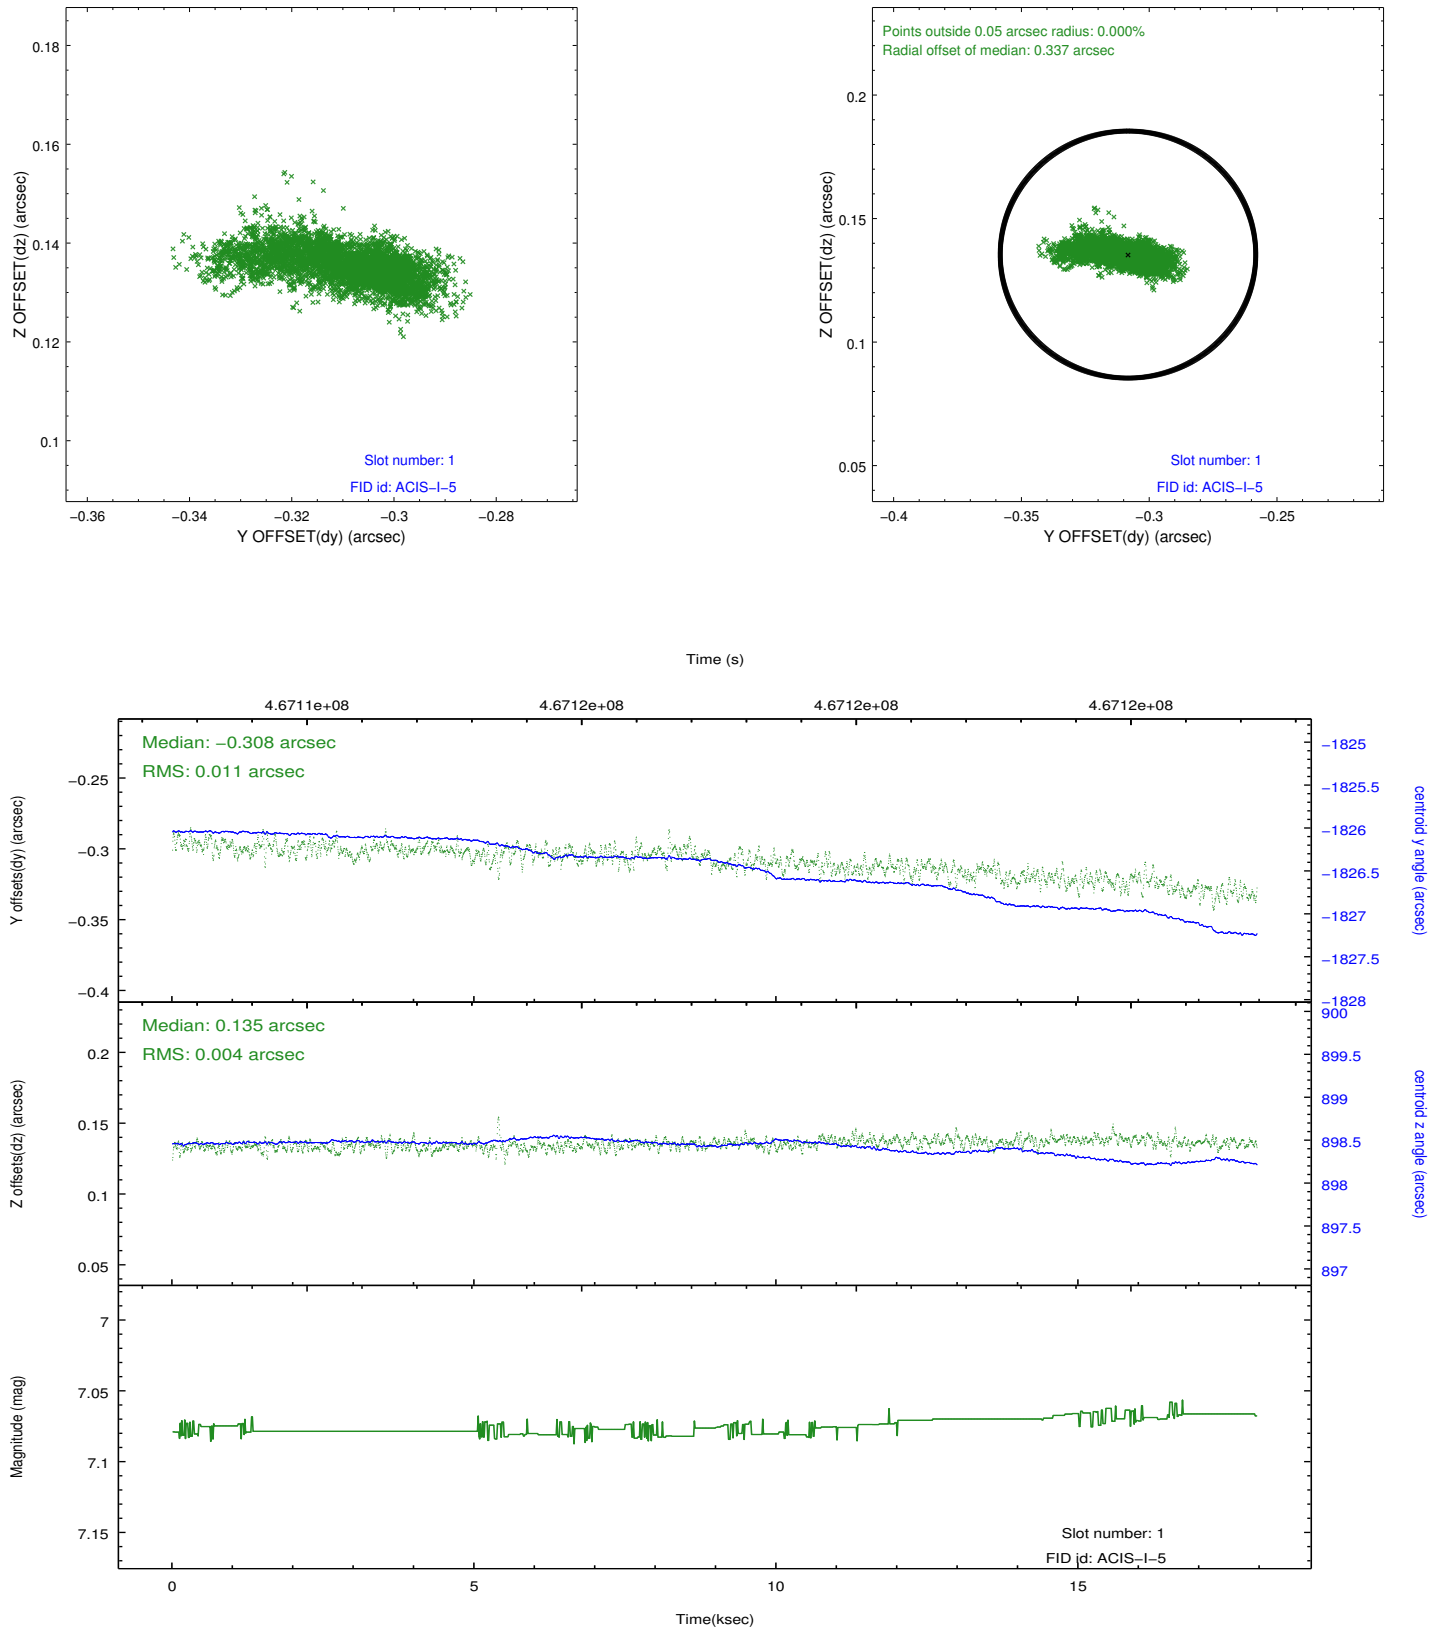 0.18
0.16
0.14
0.12
0.1
Z OFFSET(dz) (arcsec)
Slot number: 1
FID id: ACIS−I−5
−0.36
−0.34
−0.32
−0.3
−0.28
Y OFFSET(dy) (arcsec)
Points outside 0.05 arcsec radius: 0.000%
Radial offset of median: 0.337 arcsec
0.2
0.15
0.1
0.05
Z OFFSET(dz) (arcsec)
Slot number: 1
FID id: ACIS−I−5
−0.4
−0.35
−0.3
−0.25
Y OFFSET(dy) (arcsec)
Time (s)
4.6711e+08
4.6712e+08
4.6712e+08
4.6712e+08
Median: −0.308 arcsec
RMS: 0.011 arcsec
−0.25
−0.3
−0.35
−0.4
Y offsets(dy) (arcsec)
−1825
−1825.5
−1826
−1826.5
−1827
−1827.5
−1828
centroid y angle (arcsec)
Median: 0.135 arcsec
RMS: 0.004 arcsec
0.2
0.15
0.1
0.05
Z offsets(dz) (arcsec)
900
899.5
899
898.5
898
897.5
897
centroid z angle (arcsec)
7
7.05
7.1
7.15
Magnitude (mag)
Slot number: 1
FID id: ACIS−I−5
0
5
10
15
Time(ksec)